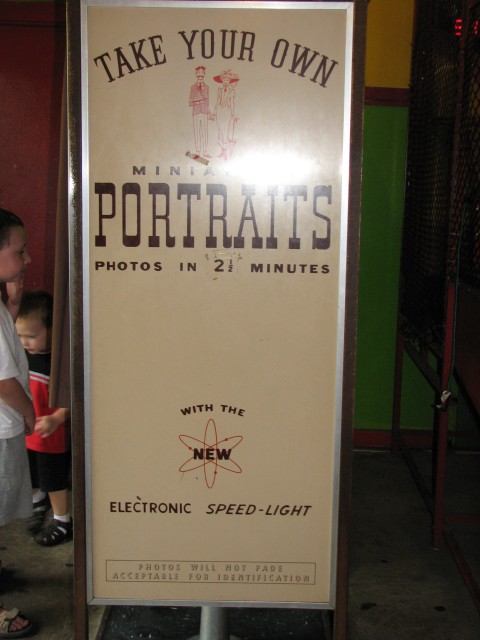 TAKE YOUR OWN
PORTRAITS
PHOTOS IN 2½ MINUTES
WITH THE
NEW
ELECTRONIC SPEED-LIGHT
PHOTOS WILL NOT FADE
ACCEPTABLE FOR IDENTIFICATION